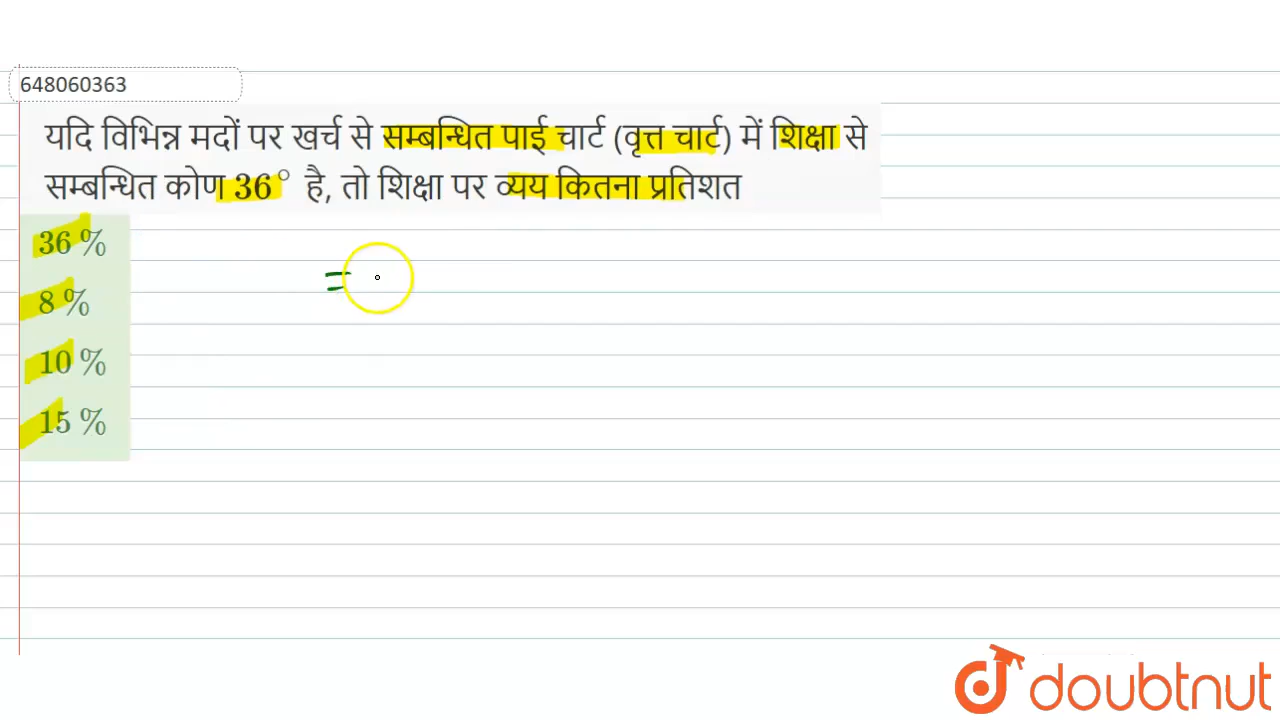 648060363
यदि विभिन्न मदों पर खर्च से सम्बन्धित पाई चार्ट (वृत्त चार्ट) में शिक्षा से
सम्बन्धित कोण 36° है, तो शिक्षा पर व्यय कितना प्रतिशत
36 %
8 %
10 %
15 %
=
doubtnut